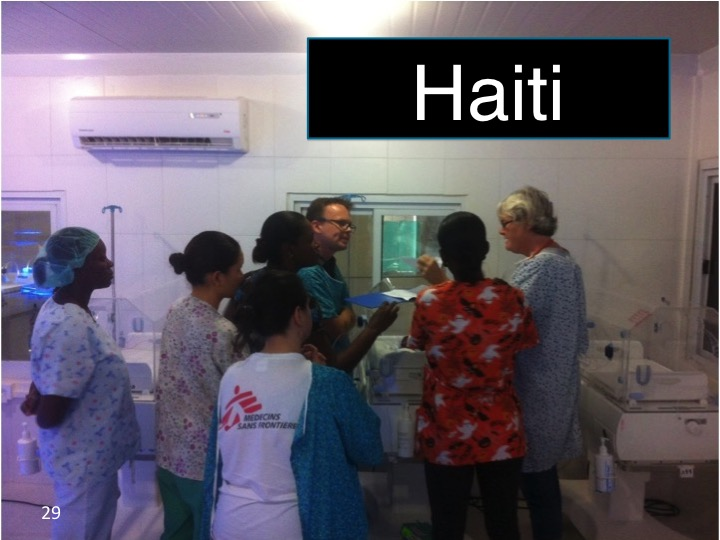 Haiti
MEDECINS
SANS FRONTIERES
29